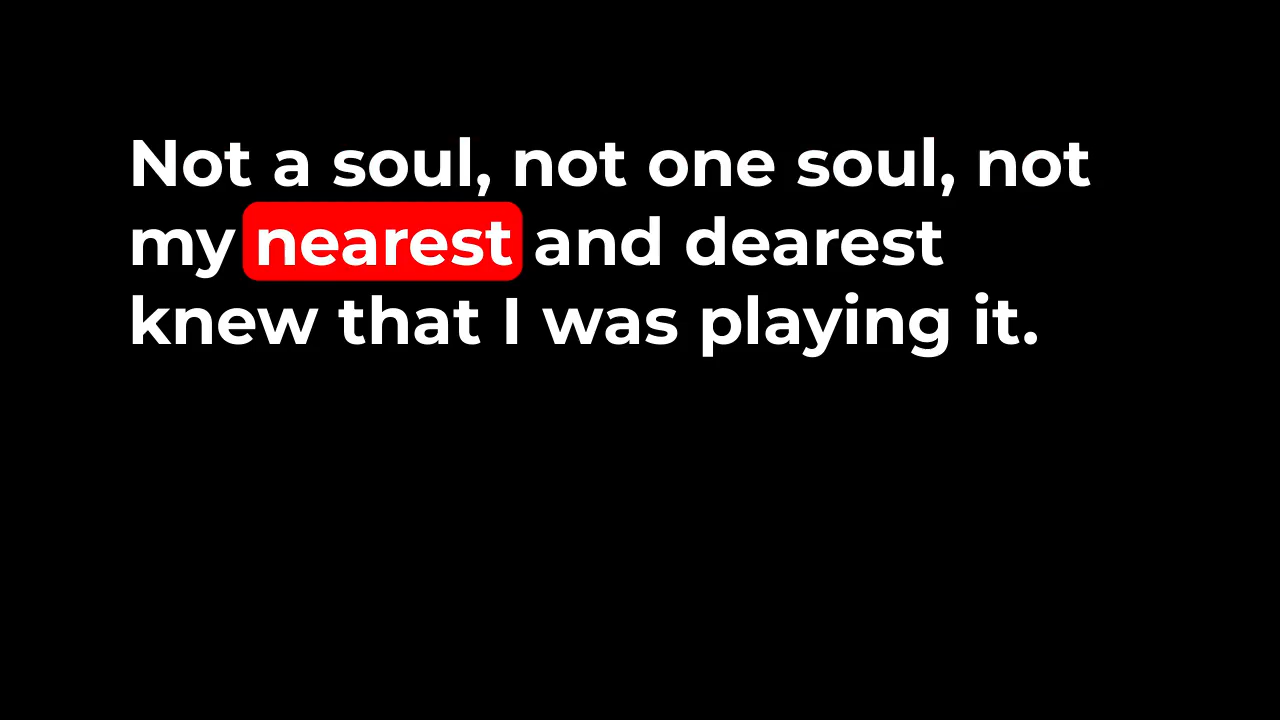 Not a soul, not one soul, not
my nearest and dearest
knew that I was playing it.